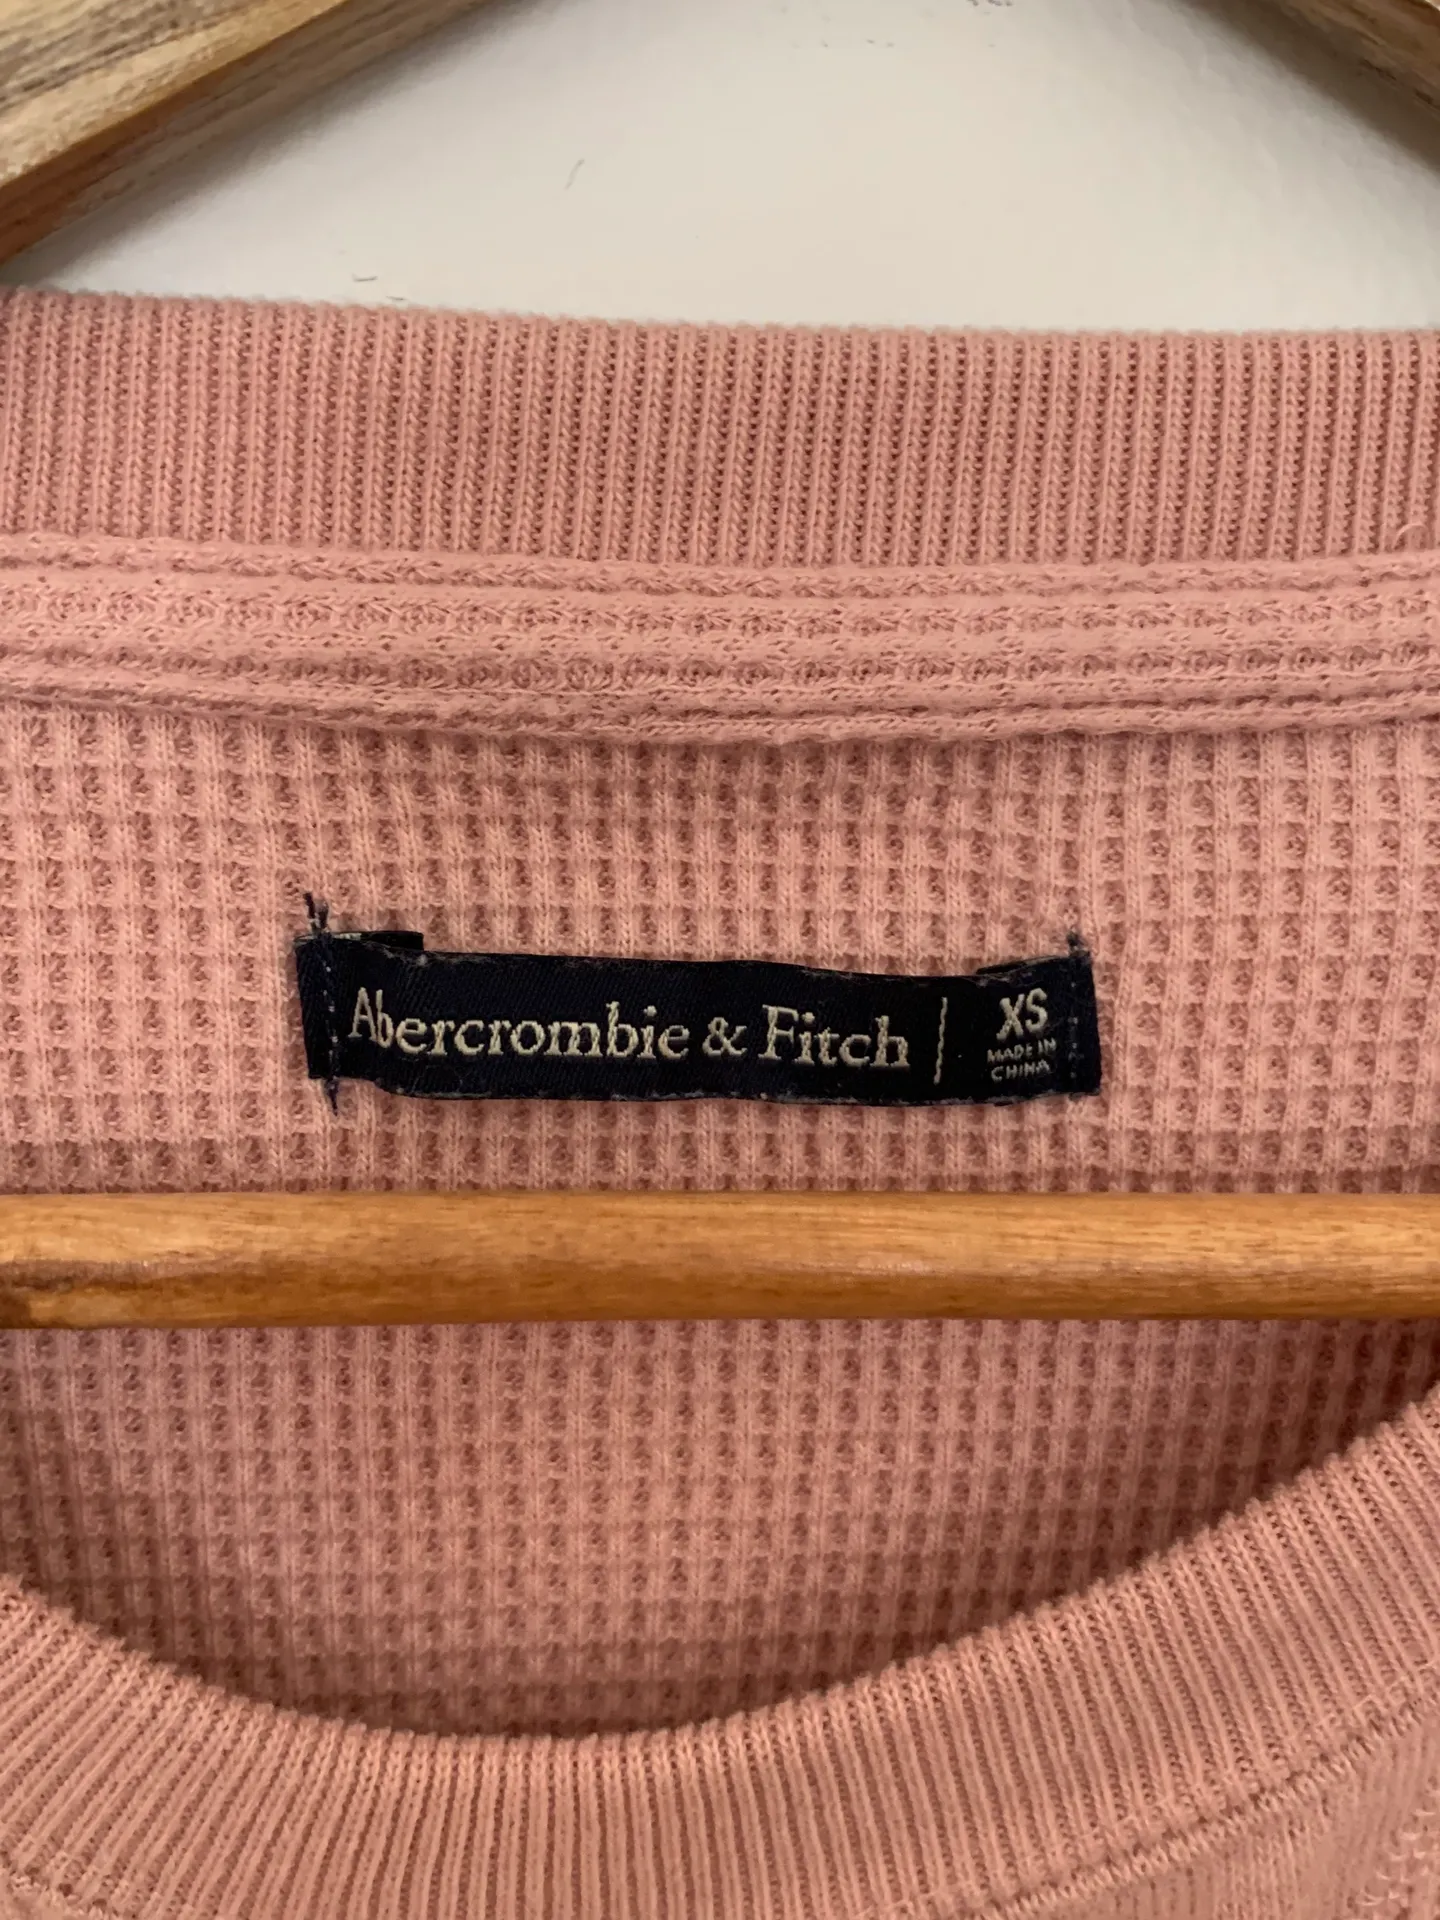 Abercrombie & Fitch | XS
MADE IN
CHINA